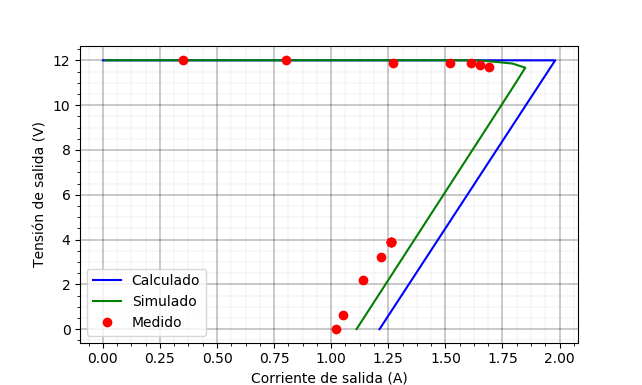 Tensión de salida (V)
12
10
8
6
4
2
0
Calculado
Simulado
Medido
0.00 0.25 0.50 0.75 1.00 1.25 1.50 1.75 2.00
Corriente de salida (A)